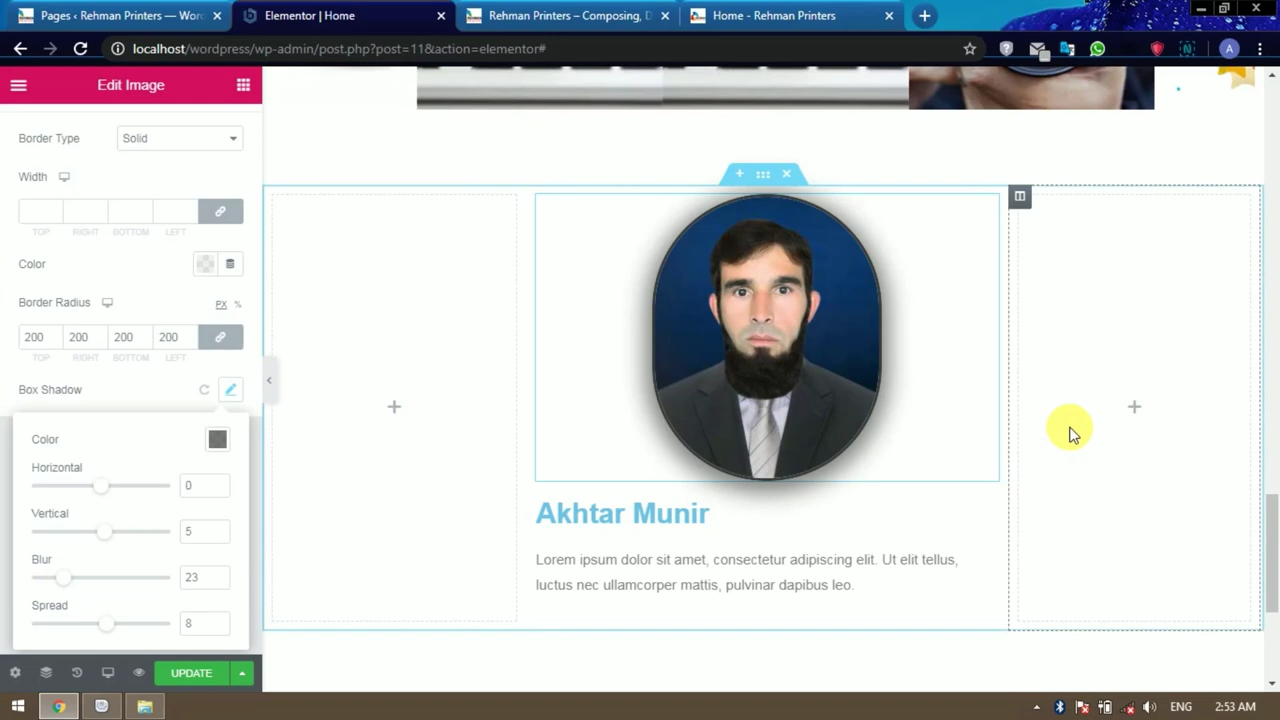 Pages ‹ Rehman Printers — Wor
Elementor | Home
Rehman Printers – Composing, D
Home - Rehman Printers
localhost/wordpress/wp-admin/post.php?post=11&action=elementor#
A
Edit Image
Border Type
Solid
Width
TOP RIGHT BOTTOM LEFT
Color
Border Radius
PX %
200 200 200 200
TOP RIGHT BOTTOM LEFT
Box Shadow
Color
Horizontal
0
Vertical
5
Blur
23
Spread
8
UPDATE
Akhtar Munir
Lorem ipsum dolor sit amet, consectetur adipiscing elit. Ut elit tellus,
luctus nec ullamcorper mattis, pulvinar dapibus leo.
ENG
2:53 AM